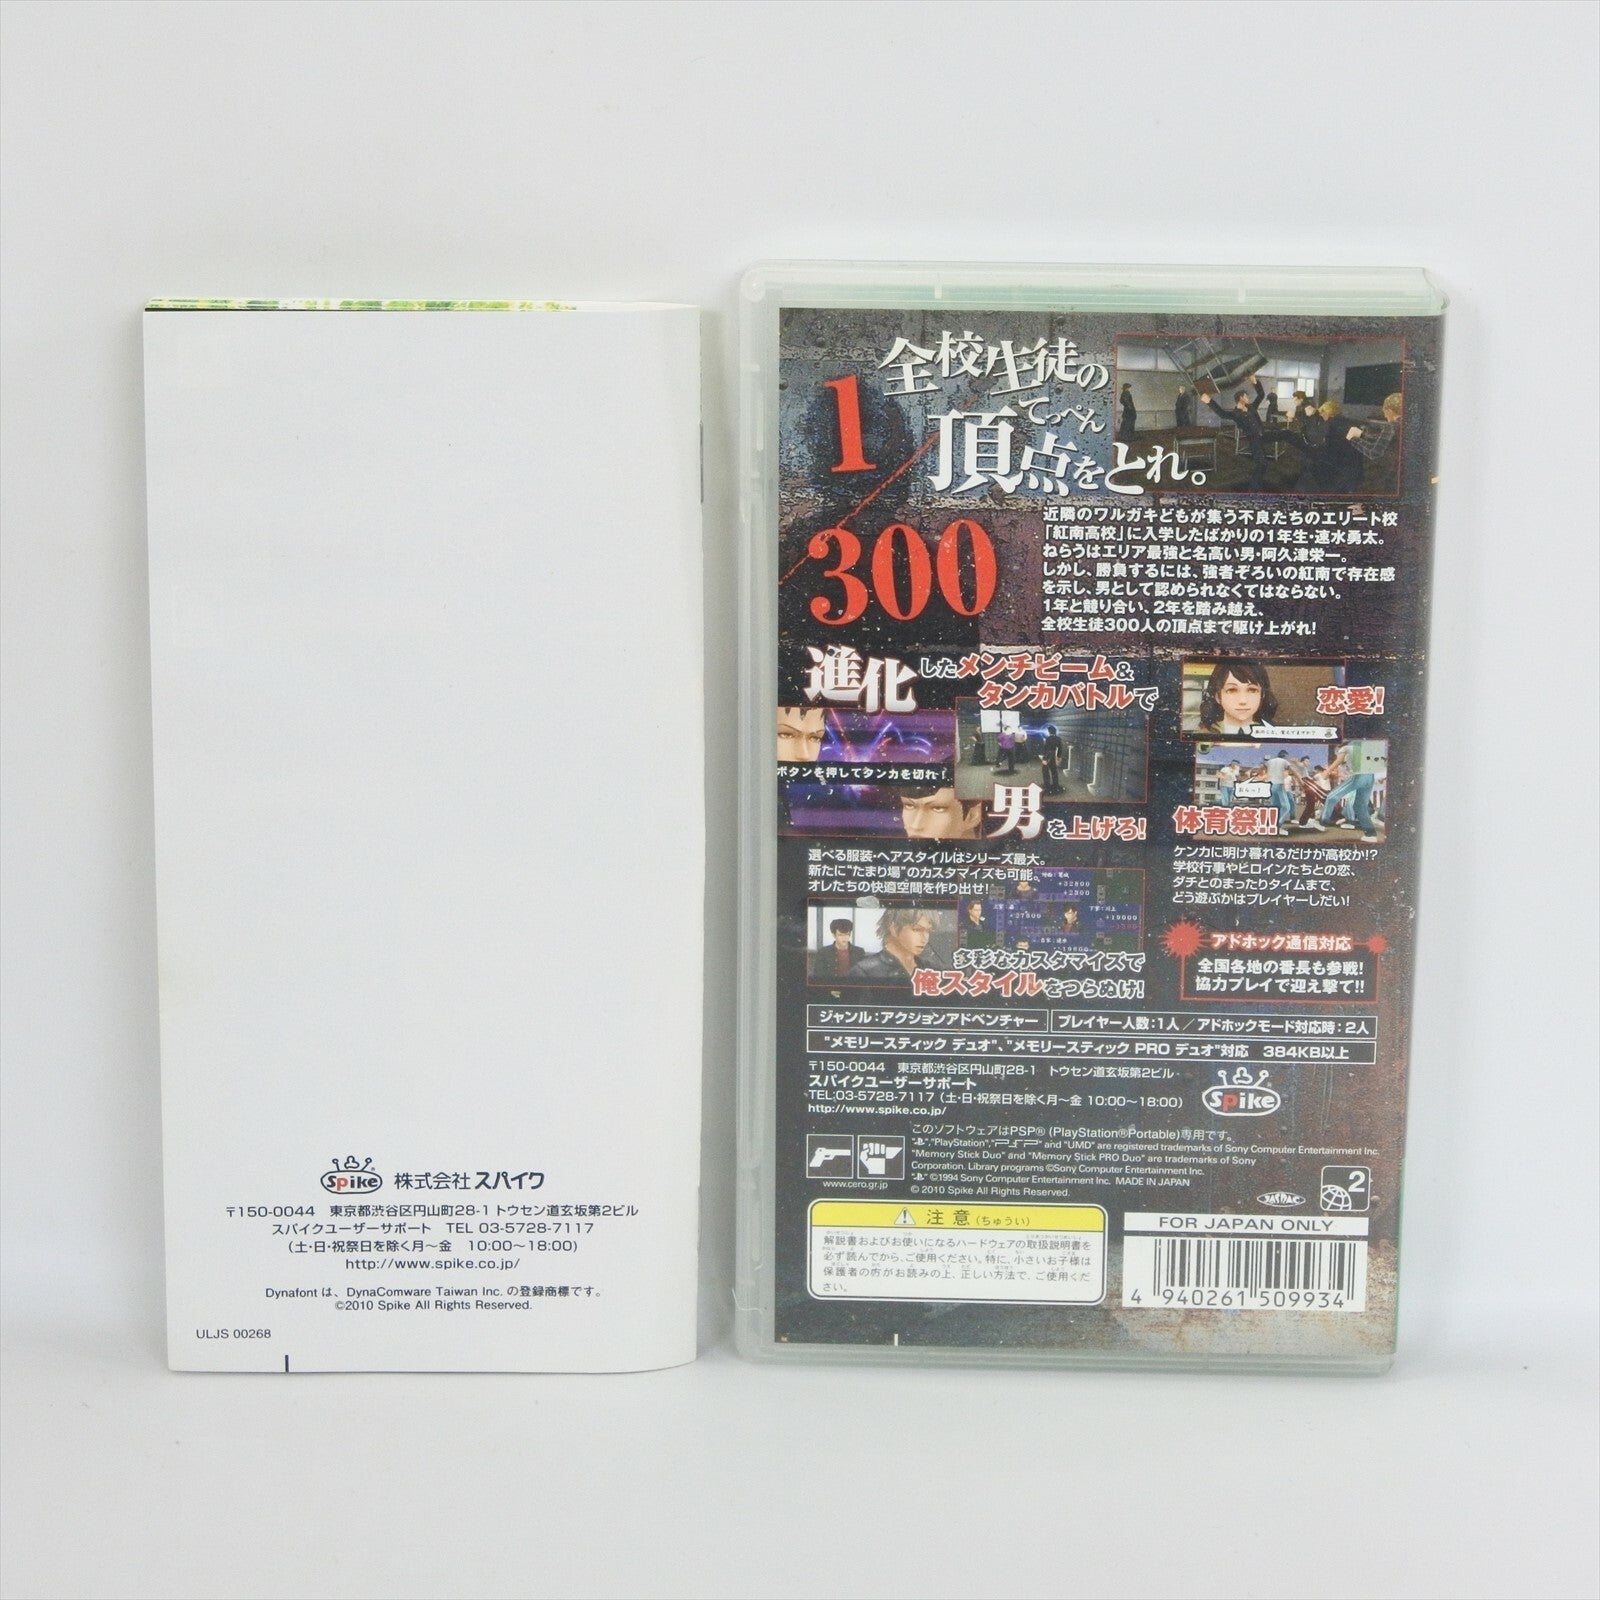 Spike 株式会社スパイク
〒150-0044 東京都渋谷区円山町28-1 トウセン道玄坂第2ビル
スパイクユーザーサポート TEL 03-5728-7117
(土・日・祝祭日を除く月～金 10:00～18:00)
http://www.spike.co.jp/
Dynafont は、DynaComware Taiwan Inc. の登録商標です。
©2010 Spike All Rights Reserved.
ULJS 00268
1/300
全校生徒の
てっぺん
頂点をとれ。
近隣のワルガキどもが集う不良たちのエリート校
「紅南高校」に入学したばかりの1年生・速水勇太。
ねらうはエリア最強と名高い男・阿久津栄一。
しかし、勝負するには、強者ぞろいの紅南で存在感
を示し、男として認められなくてはならない。
1年と競り合い、2年を踏み越え、
全校生徒300人の頂点まで駆け上がれ!
進化したメンチビーム&
タンカバトルで
ボタンを押してタンカを切れ!
男を上げろ!
恋愛!
体育祭!!
おらっ!
選べる服装・ヘアスタイルはシリーズ最大。
新たに"たまり場"のカスタマイズも可能。
オレたちの快適空間を作り出せ!
ケンカに明け暮れるだけが高校か!?
学校行事やヒロインたちとの恋、
ダチとのまったりタイムまで、
どう遊ぶかはプレイヤーしだい!
+32800
+2300
+27600
+19000
多彩なカスタマイズで
俺スタイルをつらぬけ!
アドホック通信対応
全国各地の番長も参戦!
協力プレイで迎え撃て!!
ジャンル:アクションアドベンチャー
プレイヤー人数:1人／アドホックモード対応時:2人
"メモリースティック デュオ"、"メモリースティック PRO デュオ"対応 384KB以上
〒150-0044 東京都渋谷区円山町28-1 トウセン道玄坂第2ビル
スパイクユーザーサポート
TEL:03-5728-7117 (土・日・祝祭日を除く月～金 10:00～18:00)
http://www.spike.co.jp/
Spike
このソフトウェアはPSP® (PlayStation®Portable)専用です。
"PlayStation", "PSP" and "UMD" are registered trademarks of Sony Computer Entertainment Inc.
"Memory Stick Duo" and "Memory Stick PRO Duo" are trademarks of Sony
Corporation. Library programs ©Sony Computer Entertainment Inc.
©1994 Sony Computer Entertainment Inc. MADE IN JAPAN
© 2010 Spike All Rights Reserved.
www.cero.gr.jp
JASRAC
2
注意(ちゅうい)
解説書およびお使いになるハードウェアの取扱説明書を
必ず読んでから、ご使用ください。特に、小さいお子様は
保護者の方がお読みの上、正しい方法で、ご使用くだ
さい。
FOR JAPAN ONLY
4 940261 509934